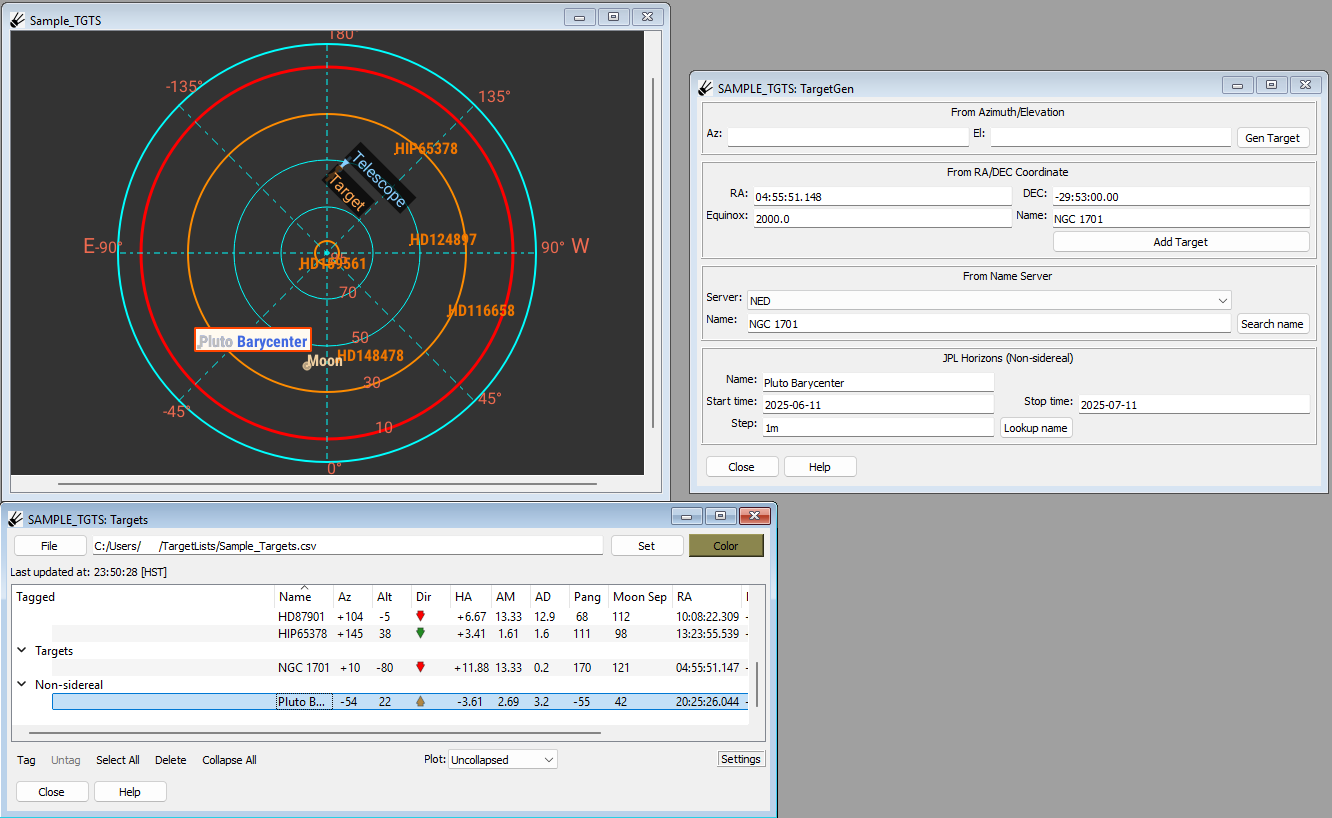 Sample_TGTS
180°
-135°
135°
HIP65378
Telescope
Target
E -90°
HD124897
90° W
HD189561
70
HD116658
50
Pluto Barycenter
HD148478
Moon
30
-45°
45°
10
0°
SAMPLE_TGTS: TargetGen
From Azimuth/Elevation
Az:
El:
Gen Target
From RA/DEC Coordinate
RA: 04:55:51.148
DEC: -29:53:00.00
Equinox: 2000.0
Name: NGC 1701
Add Target
From Name Server
Server: NED
Name: NGC 1701
Search name
JPL Horizons (Non-sidereal)
Name: Pluto Barycenter
Start time: 2025-06-11
Stop time: 2025-07-11
Step: 1m
Lookup name
Close
Help
SAMPLE_TGTS: Targets
File
C:/Users/ /TargetLists/Sample_Targets.csv
Set
Color
Last updated at: 23:50:28 [HST]
Tagged Name Az Alt Dir HA AM AD Pang Moon Sep RA
HD87901 +104 -5 +6.67 13.33 12.9 68 112 10:08:22.309 -
HIP65378 +145 38 +3.41 1.61 1.6 111 98 13:23:55.539 -
Targets
NGC 1701 +10 -80 +11.88 13.33 0.2 170 121 04:55:51.147 -
Non-sidereal
Pluto B... -54 22 -3.61 2.69 3.2 -55 42 20:25:26.044 -
Tag Untag Select All Delete Collapse All
Plot: Uncollapsed
Settings
Close
Help